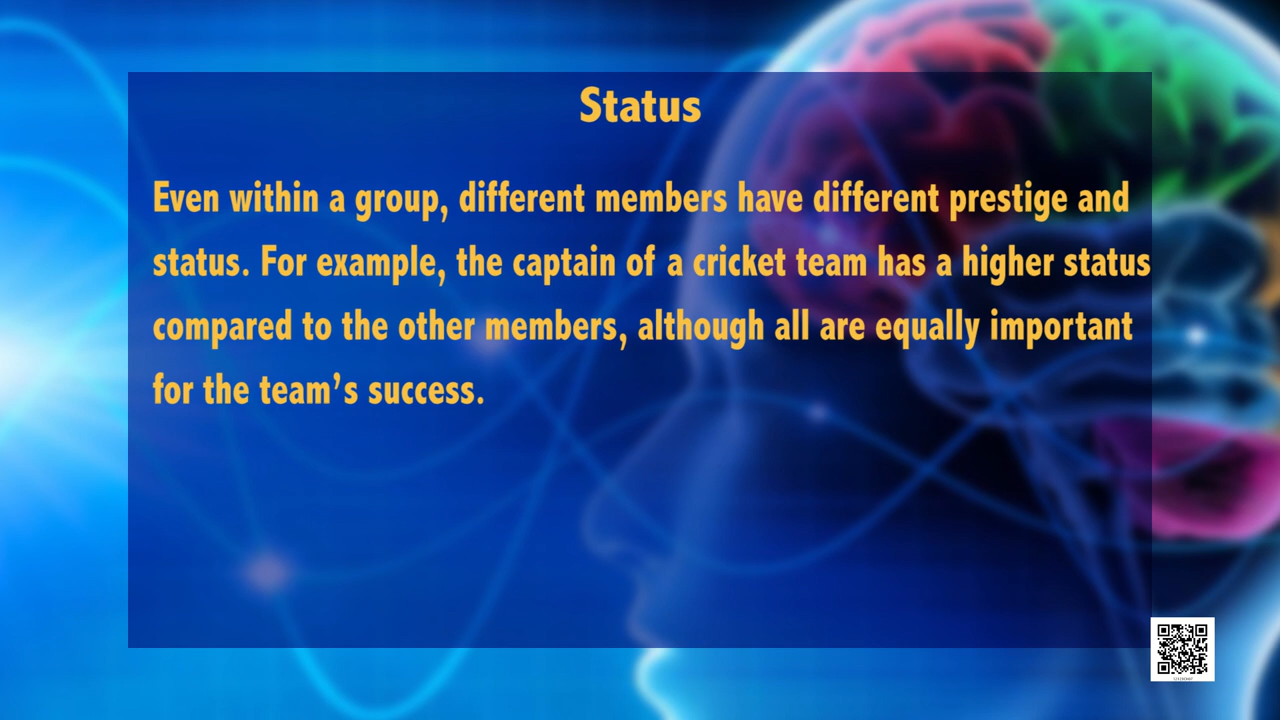 Status
Even within a group, different members have different prestige and
status. For example, the captain of a cricket team has a higher status
compared to the other members, although all are equally important
for the team’s success.